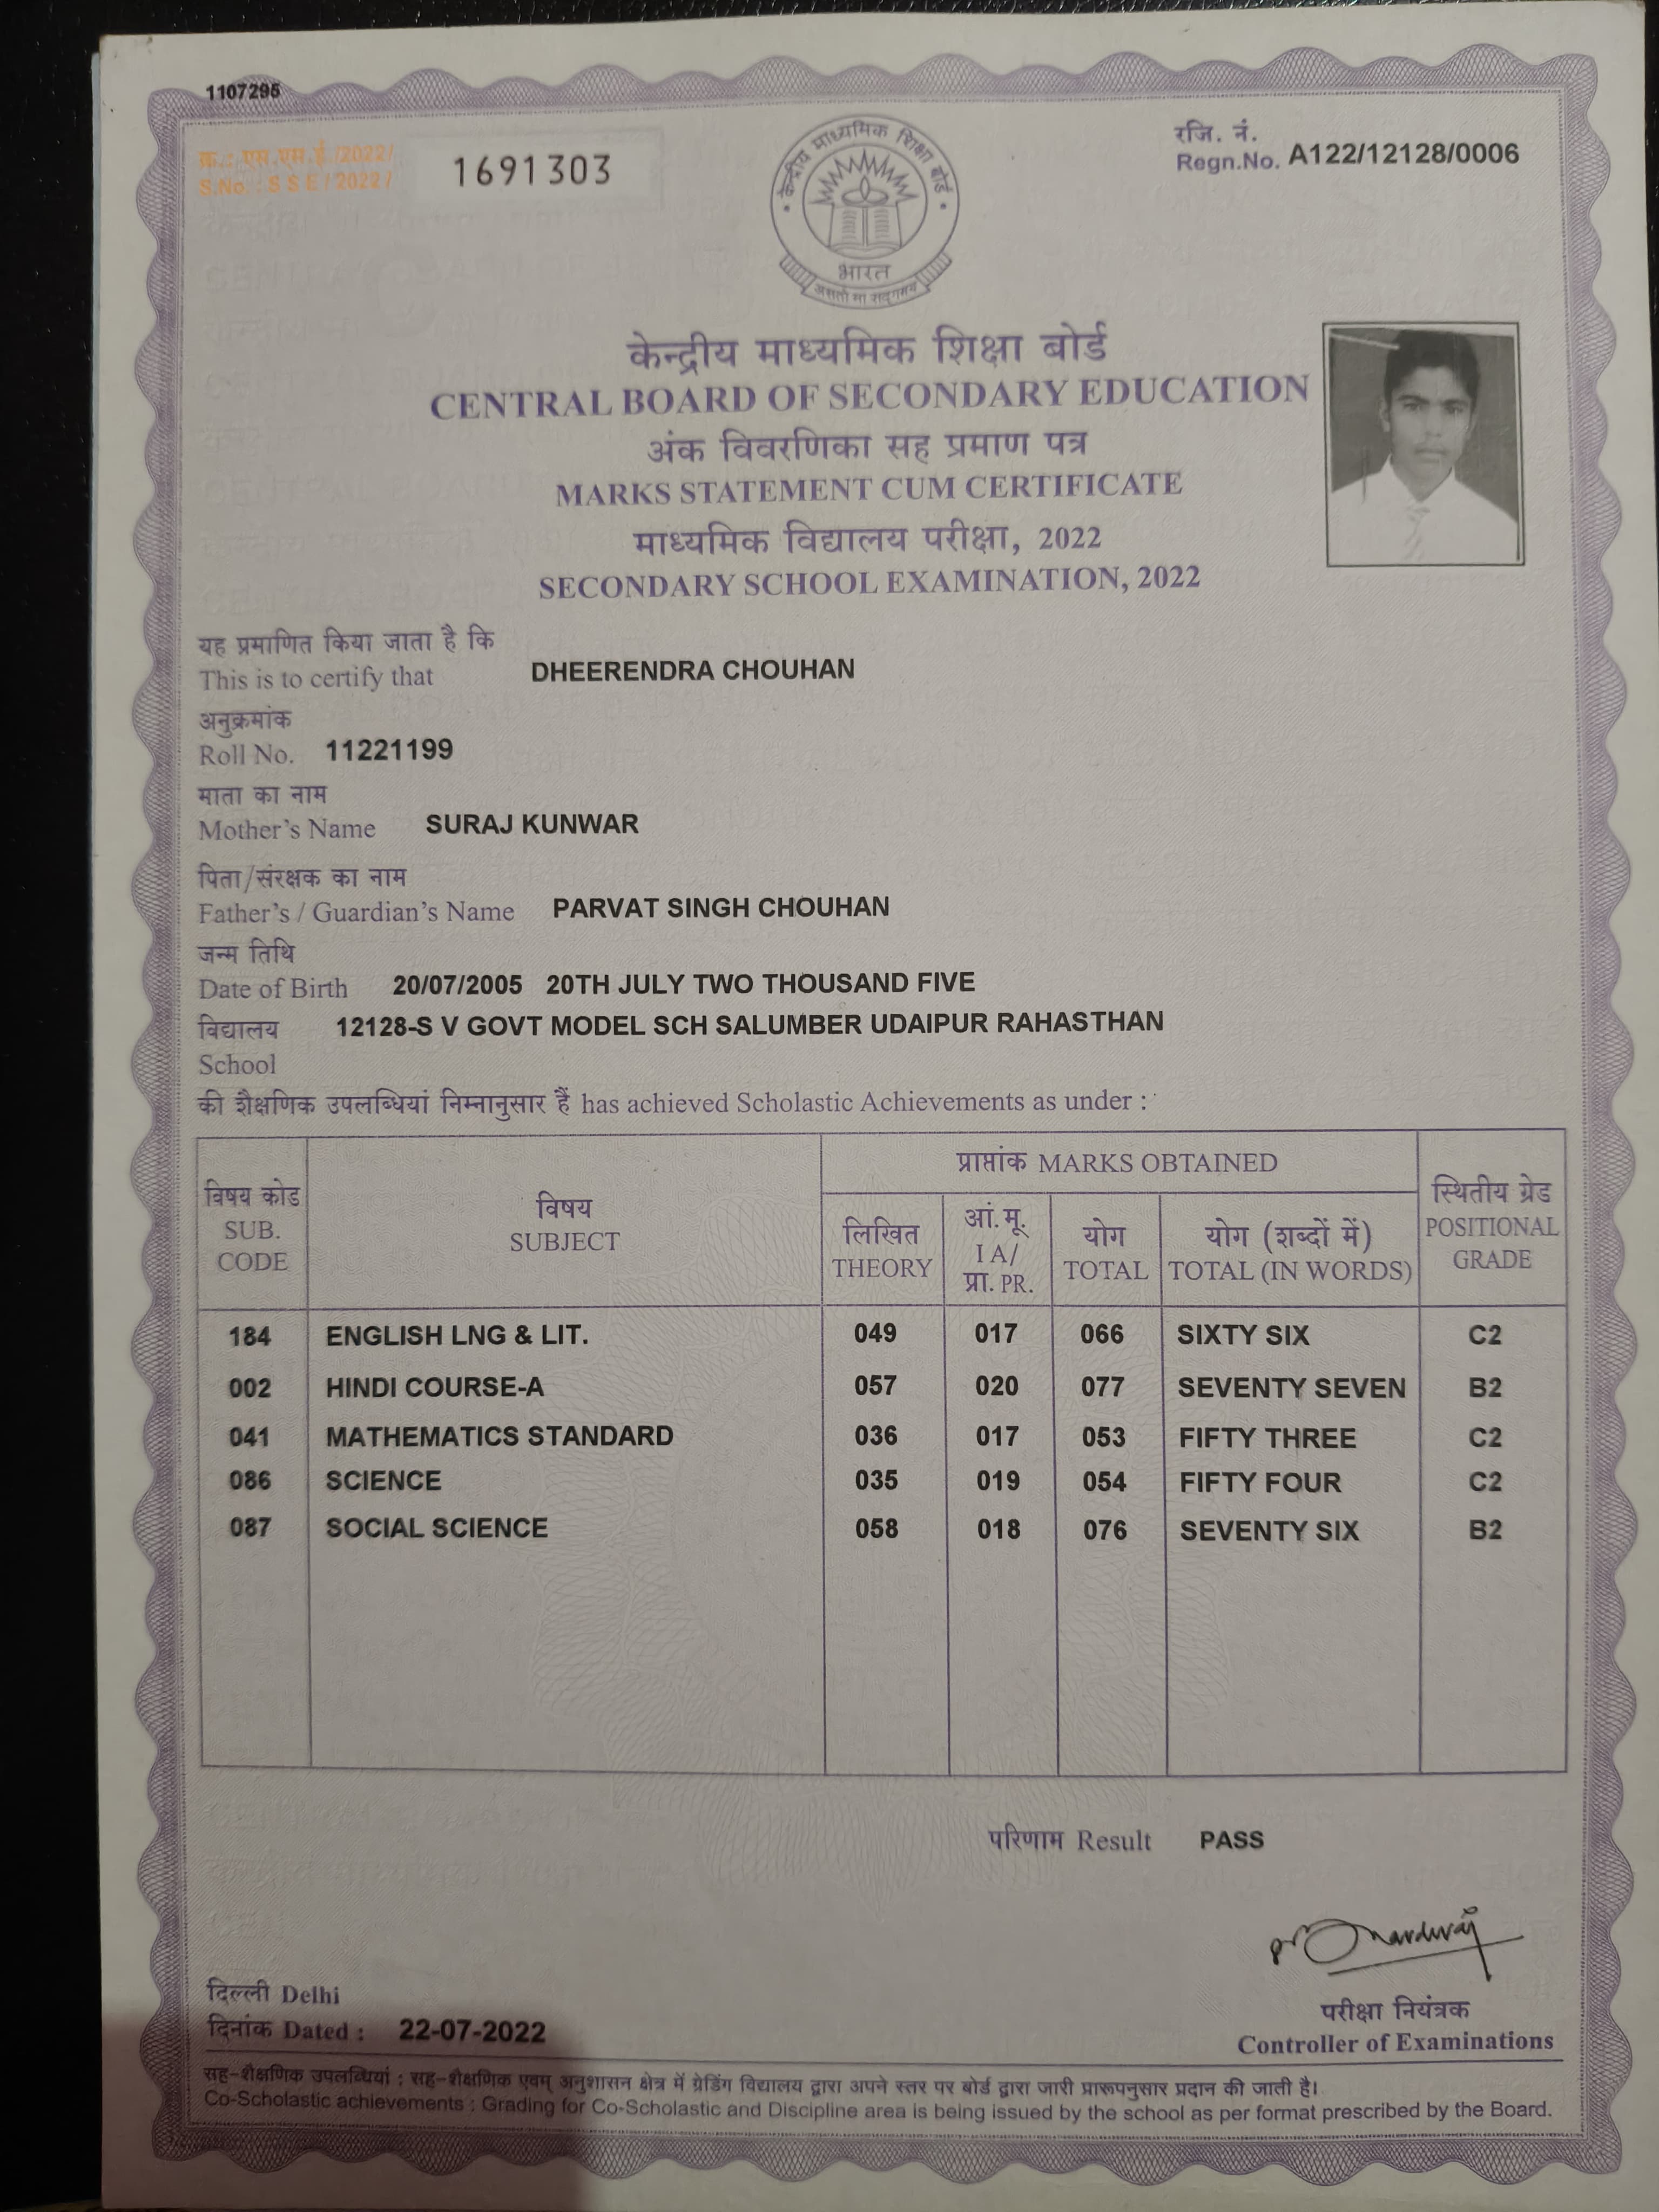 1107295
क्र.: एस.एस.ई./2022/
S.No : S S E / 2022 /
1691303
रजि. नं.
Regn.No. A122/12128/0006
केन्द्रीय माध्यमिक शिक्षा बोर्ड
भारत
असतो मा सद्गमय
केन्द्रीय माध्यमिक शिक्षा बोर्ड
CENTRAL BOARD OF SECONDARY EDUCATION
अंक विवरणिका सह प्रमाण पत्र
MARKS STATEMENT CUM CERTIFICATE
माध्यमिक विद्यालय परीक्षा, 2022
SECONDARY SCHOOL EXAMINATION, 2022
यह प्रमाणित किया जाता है कि
This is to certify that DHEERENDRA CHOUHAN
अनुक्रमांक
Roll No. 11221199
माता का नाम
Mother's Name SURAJ KUNWAR
पिता/संरक्षक का नाम
Father's / Guardian's Name PARVAT SINGH CHOUHAN
जन्म तिथि
Date of Birth 20/07/2005 20TH JULY TWO THOUSAND FIVE
विद्यालय 12128-S V GOVT MODEL SCH SALUMBER UDAIPUR RAHASTHAN
School
की शैक्षणिक उपलब्धियां निम्नानुसार हैं has achieved Scholastic Achievements as under :
विषय कोड
SUB.
CODE
विषय
SUBJECT
प्राप्तांक MARKS OBTAINED
लिखित
THEORY
आं.मू.
I A/
प्रा. PR.
योग
TOTAL
योग (शब्दों में)
TOTAL (IN WORDS)
स्थितीय ग्रेड
POSITIONAL
GRADE
184 ENGLISH LNG & LIT. 049 017 066 SIXTY SIX C2
002 HINDI COURSE-A 057 020 077 SEVENTY SEVEN B2
041 MATHEMATICS STANDARD 036 017 053 FIFTY THREE C2
086 SCIENCE 035 019 054 FIFTY FOUR C2
087 SOCIAL SCIENCE 058 018 076 SEVENTY SIX B2
परिणाम Result PASS
दिल्ली Delhi
दिनांक Dated : 22-07-2022
परीक्षा नियंत्रक
Controller of Examinations
सह-शैक्षणिक उपलब्धियां : सह-शैक्षणिक एवम् अनुशासन क्षेत्र में ग्रेडिंग विद्यालय द्वारा अपने स्तर पर बोर्ड द्वारा जारी प्रारूपनुसार प्रदान की जाती है।
Co-Scholastic achievements : Grading for Co-Scholastic and Discipline area is being issued by the school as per format prescribed by the Board.